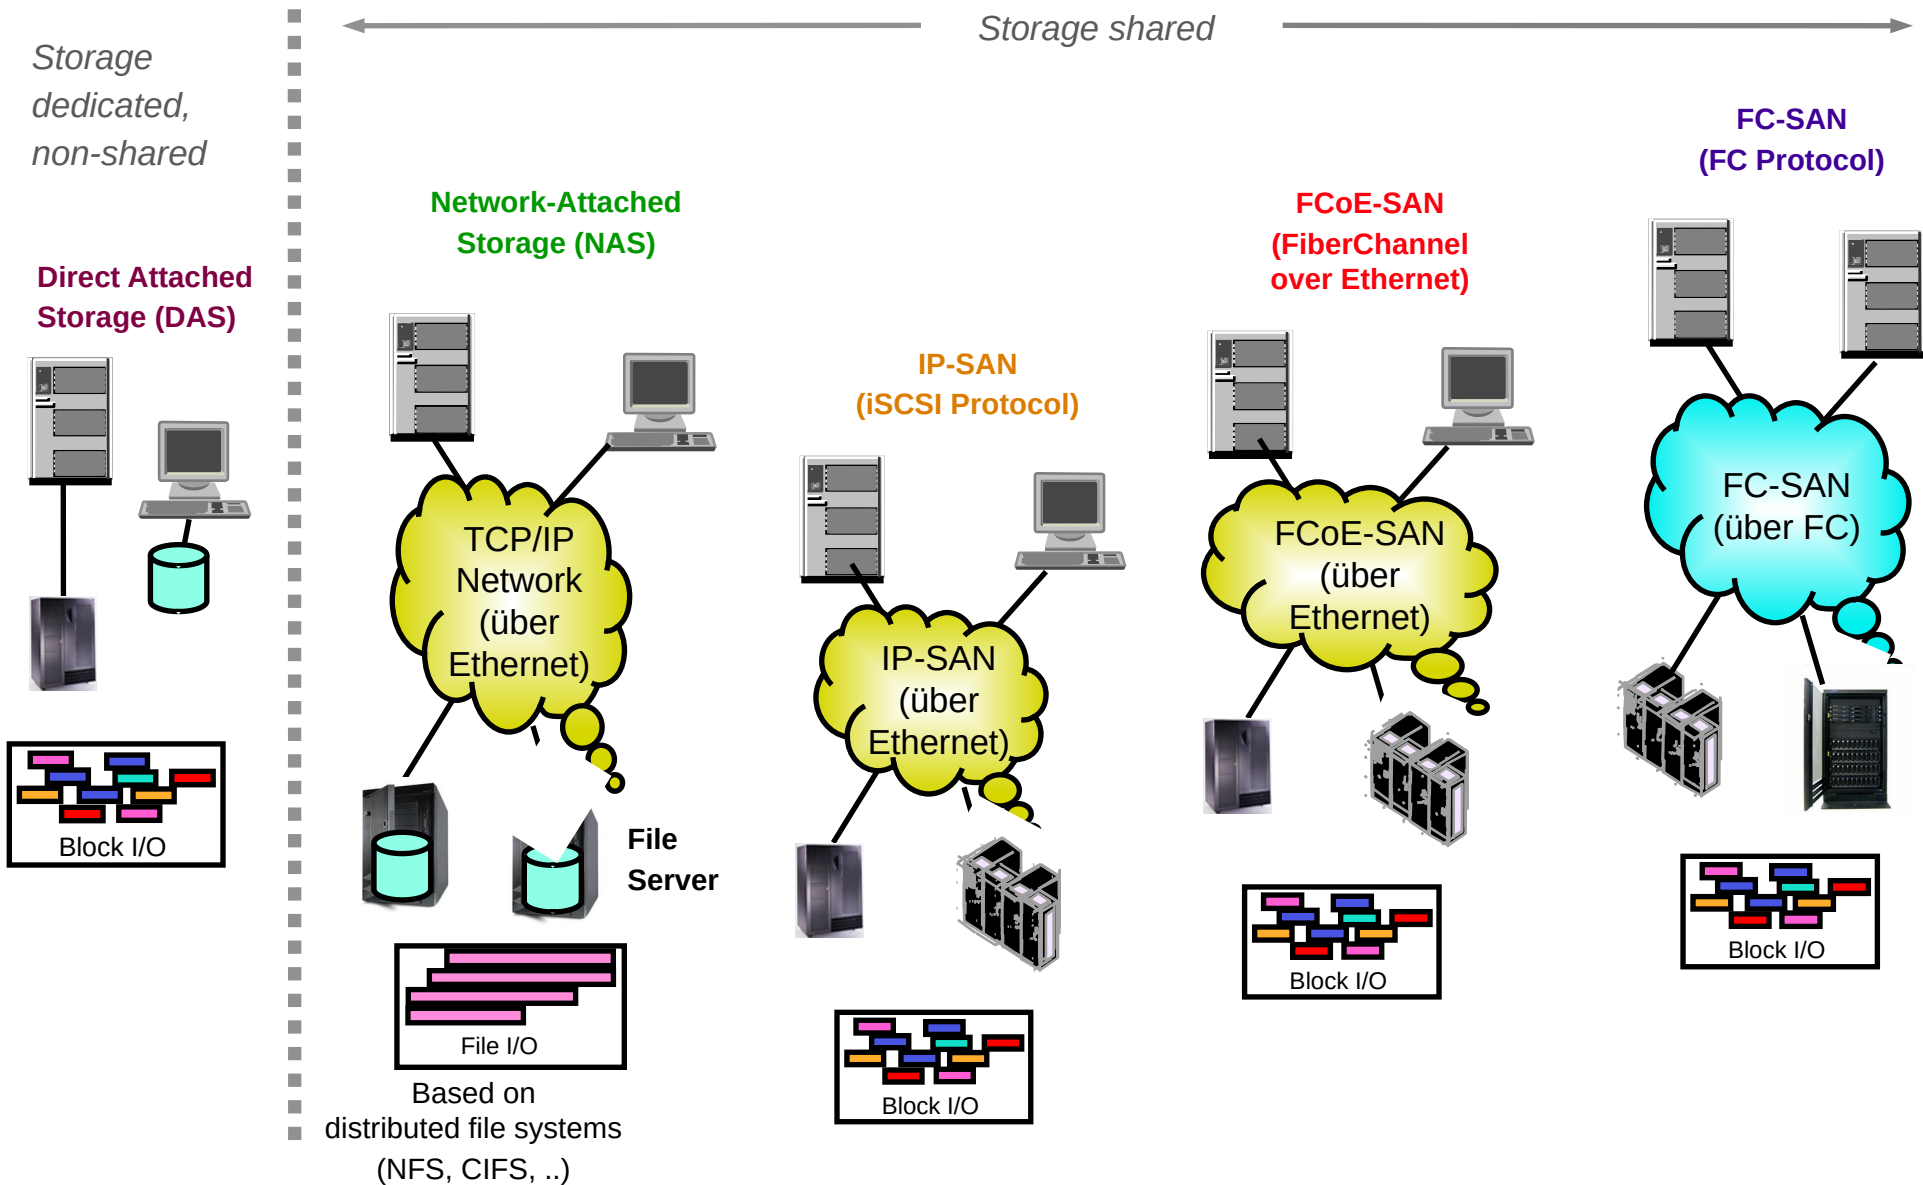 Storage shared
Storage
dedicated,
non-shared
Direct Attached
Storage (DAS)
Block I/O
Network-Attached
Storage (NAS)
TCP/IP
Network
(über
Ethernet)
File
Server
File I/O
Based on
distributed file systems
(NFS, CIFS, ..)
IP-SAN
(iSCSI Protocol)
IP-SAN
(über
Ethernet)
Block I/O
FCoE-SAN
(FiberChannel
over Ethernet)
FCoE-SAN
(über
Ethernet)
Block I/O
FC-SAN
(FC Protocol)
FC-SAN
(über FC)
Block I/O